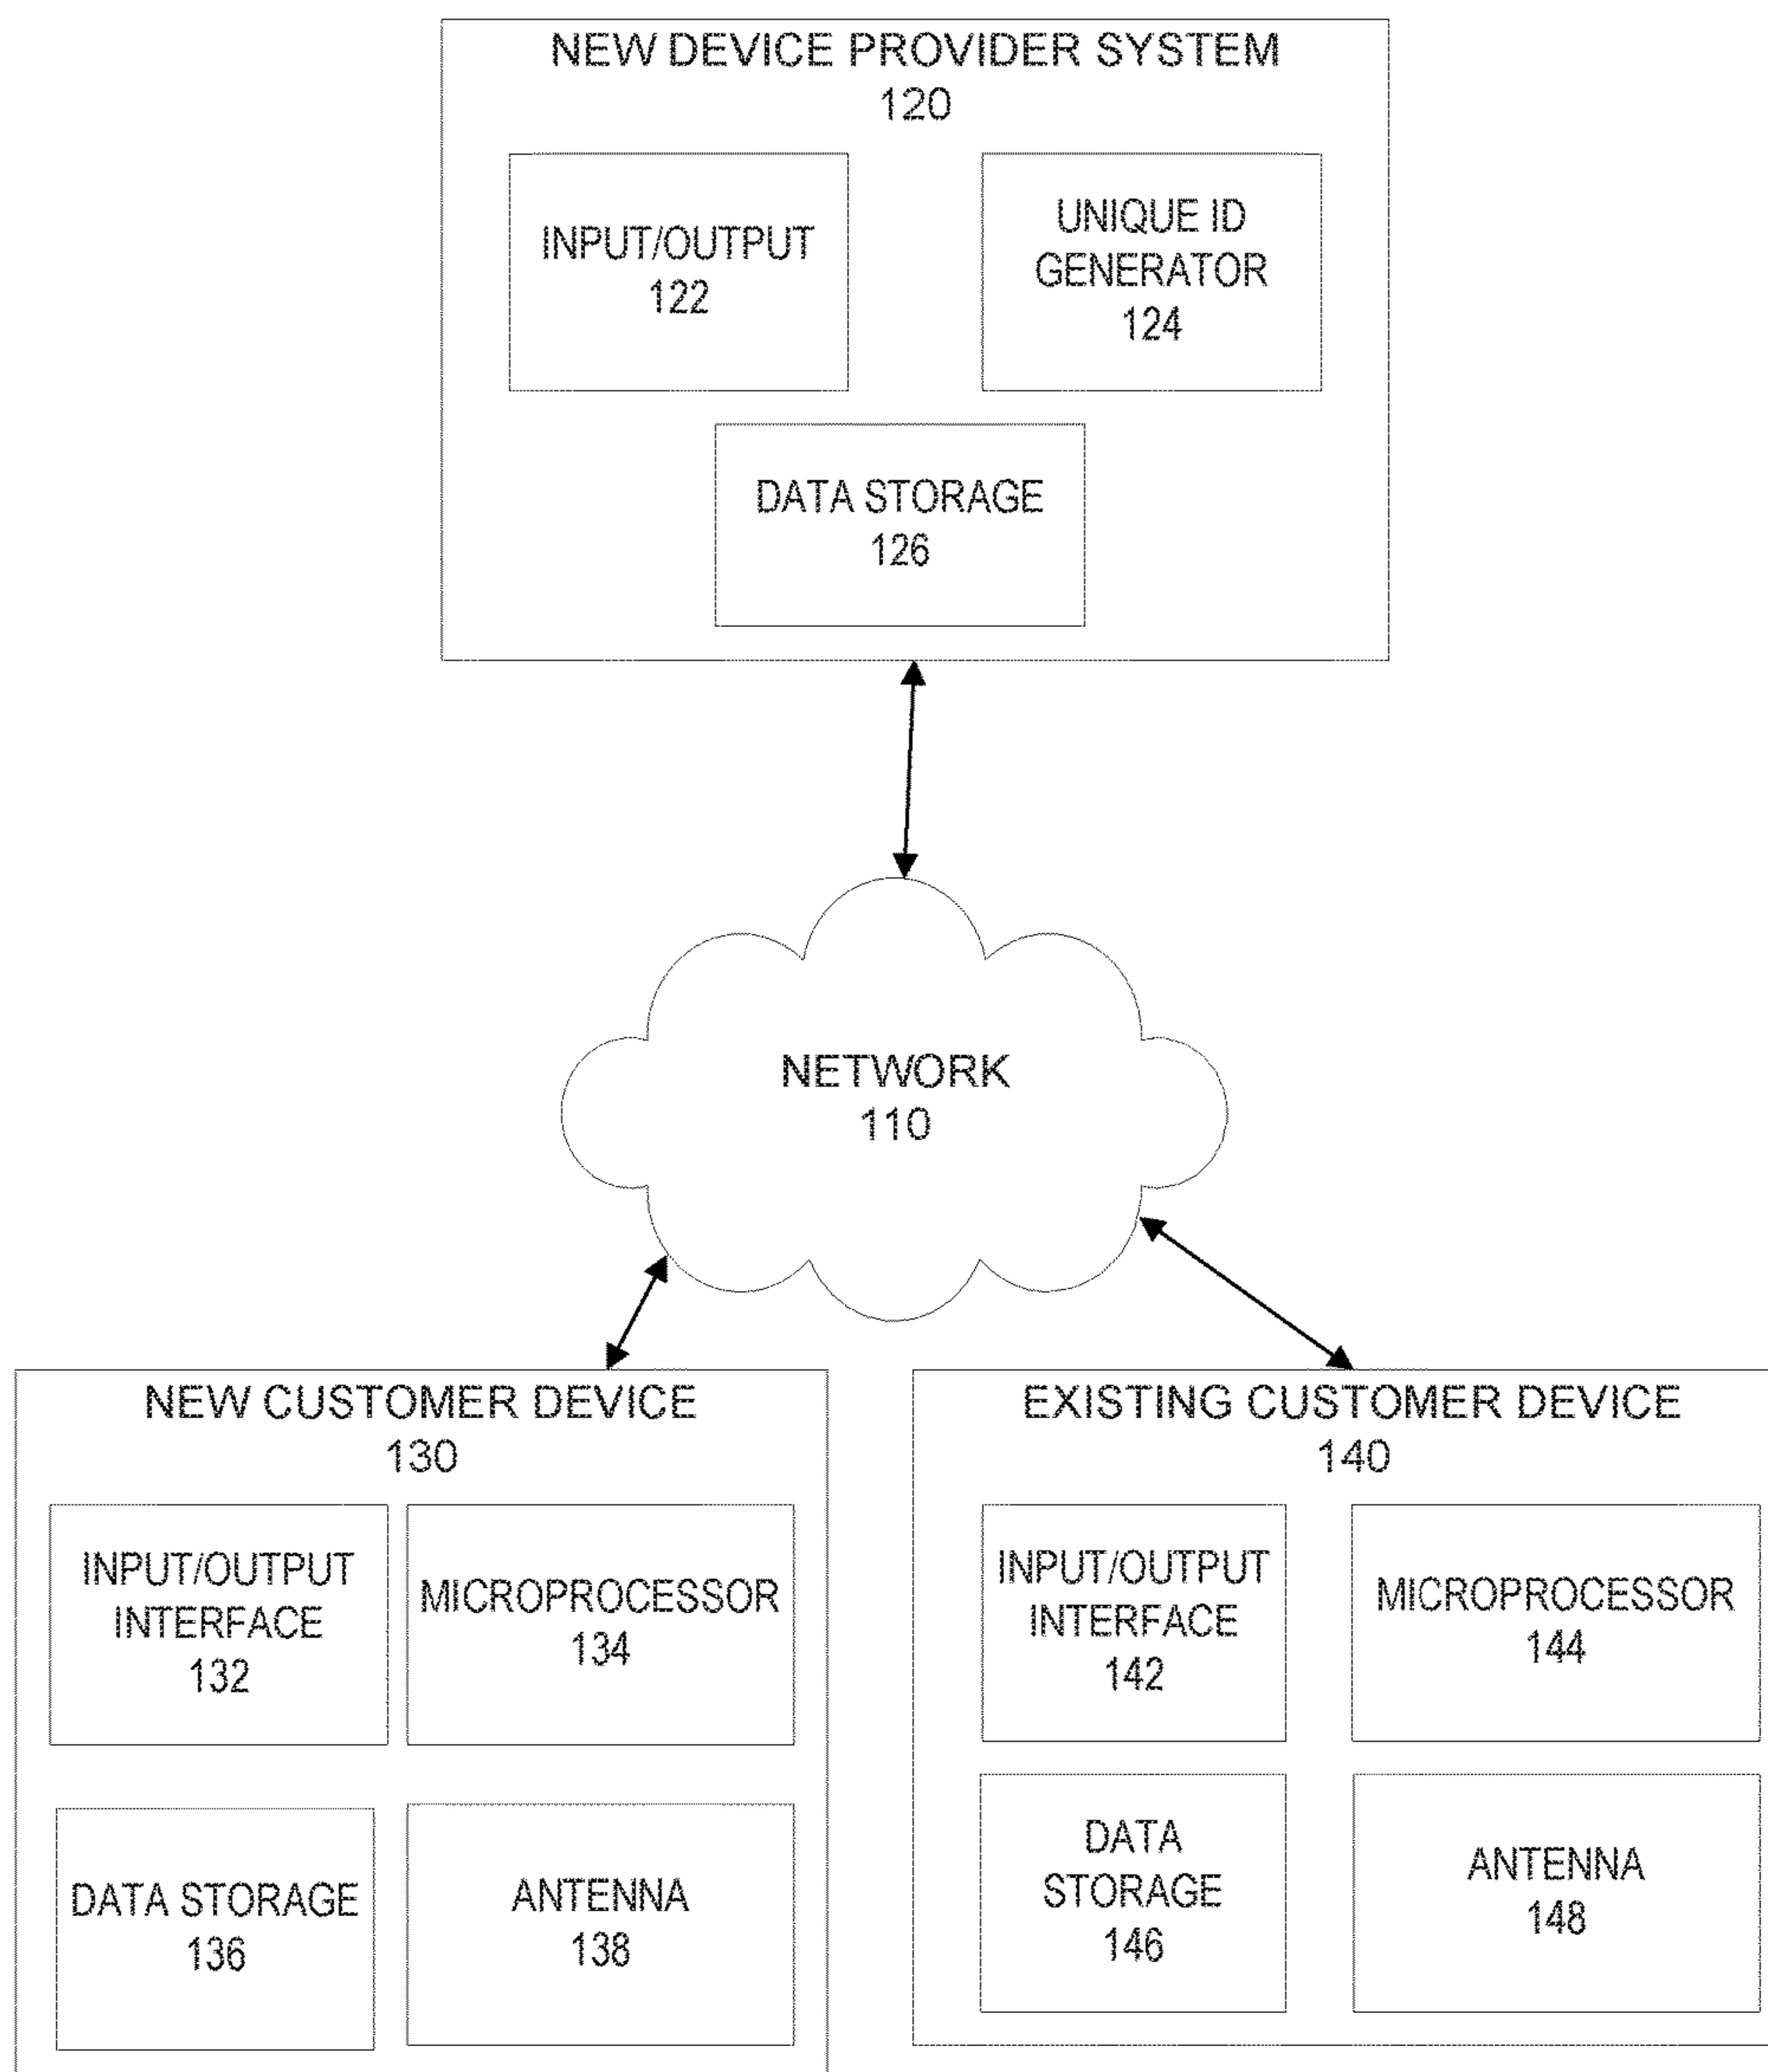 NEW DEVICE PROVIDER SYSTEM
120
INPUT/OUTPUT
122
UNIQUE ID
GENERATOR
124
DATA STORAGE
126
NETWORK
110
NEW CUSTOMER DEVICE
130
INPUT/OUTPUT
INTERFACE
132
MICROPROCESSOR
134
DATA STORAGE
136
ANTENNA
138
EXISTING CUSTOMER DEVICE
140
INPUT/OUTPUT
INTERFACE
142
MICROPROCESSOR
144
DATA
STORAGE
146
ANTENNA
148